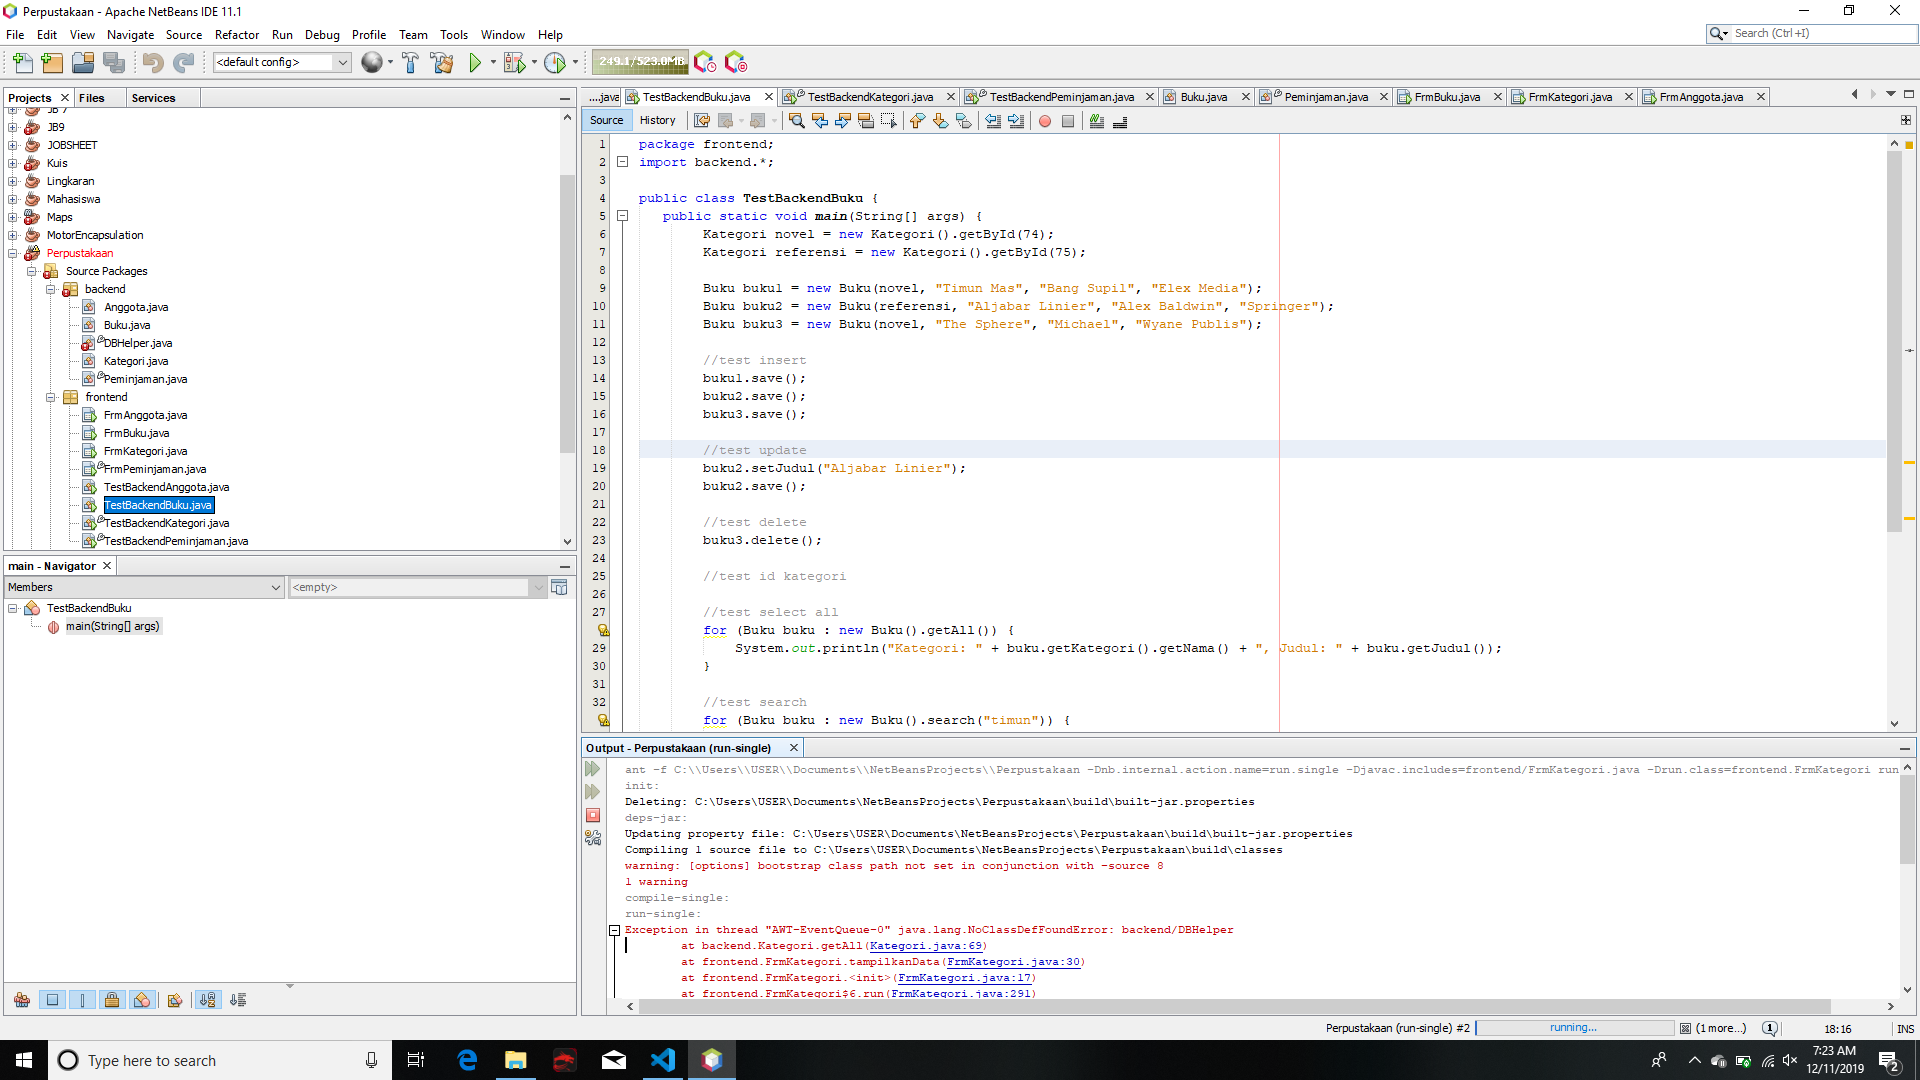 Perpustakaan - Apache NetBeans IDE 11.1
File Edit View Navigate Source Refactor Run Debug Profile Team Tools Window Help
Search (Ctrl+I)
<default config>
249.1/523.0MB
Projects Files Services
JB 7
JB9
JOBSHEET
Kuis
Lingkaran
Mahasiswa
Maps
MotorEncapsulation
Perpustakaan
Source Packages
backend
Anggota.java
Buku.java
DBHelper.java
Kategori.java
Peminjaman.java
frontend
FrmAnggota.java
FrmBuku.java
FrmKategori.java
FrmPeminjaman.java
TestBackendAnggota.java
TestBackendBuku.java
TestBackendKategori.java
TestBackendPeminjaman.java
main - Navigator
Members <empty>
TestBackendBuku
main(String[] args)
....java TestBackendBuku.java TestBackendKategori.java TestBackendPeminjaman.java Buku.java Peminjaman.java FrmBuku.java FrmKategori.java FrmAnggota.java
Source History
1 package frontend;
2 import backend.*;
3
4 public class TestBackendBuku {
5 public static void main(String[] args) {
6 Kategori novel = new Kategori().getById(74);
7 Kategori referensi = new Kategori().getById(75);
8
9 Buku buku1 = new Buku(novel, "Timun Mas", "Bang Supil", "Elex Media");
10 Buku buku2 = new Buku(referensi, "Aljabar Linier", "Alex Baldwin", "Springer");
11 Buku buku3 = new Buku(novel, "The Sphere", "Michael", "Wyane Publis");
12
13 //test insert
14 buku1.save();
15 buku2.save();
16 buku3.save();
17
18 //test update
19 buku2.setJudul("Aljabar Linier");
20 buku2.save();
21
22 //test delete
23 buku3.delete();
24
25 //test id kategori
26
27 //test select all
for (Buku buku : new Buku().getAll()) {
29 System.out.println("Kategori: " + buku.getKategori().getNama() + ", Judul: " + buku.getJudul());
30 }
31
32 //test search
for (Buku buku : new Buku().search("timun")) {
Output - Perpustakaan (run-single)
ant -f C:\\Users\\USER\\Documents\\NetBeansProjects\\Perpustakaan -Dnb.internal.action.name=run.single -Djavac.includes=frontend/FrmKategori.java -Drun.class=frontend.FrmKategori run
init:
Deleting: C:\Users\USER\Documents\NetBeansProjects\Perpustakaan\build\built-jar.properties
deps-jar:
Updating property file: C:\Users\USER\Documents\NetBeansProjects\Perpustakaan\build\built-jar.properties
Compiling 1 source file to C:\Users\USER\Documents\NetBeansProjects\Perpustakaan\build\classes
warning: [options] bootstrap class path not set in conjunction with -source 8
1 warning
compile-single:
run-single:
Exception in thread "AWT-EventQueue-0" java.lang.NoClassDefFoundError: backend/DBHelper
at backend.Kategori.getAll(Kategori.java:69)
at frontend.FrmKategori.tampilkanData(FrmKategori.java:30)
at frontend.FrmKategori.<init>(FrmKategori.java:17)
at frontend.FrmKategori$6.run(FrmKategori.java:291)
Perpustakaan (run-single) #2 running... (1 more...) 1 18:16 INS
Type here to search
7:23 AM
12/11/2019
2